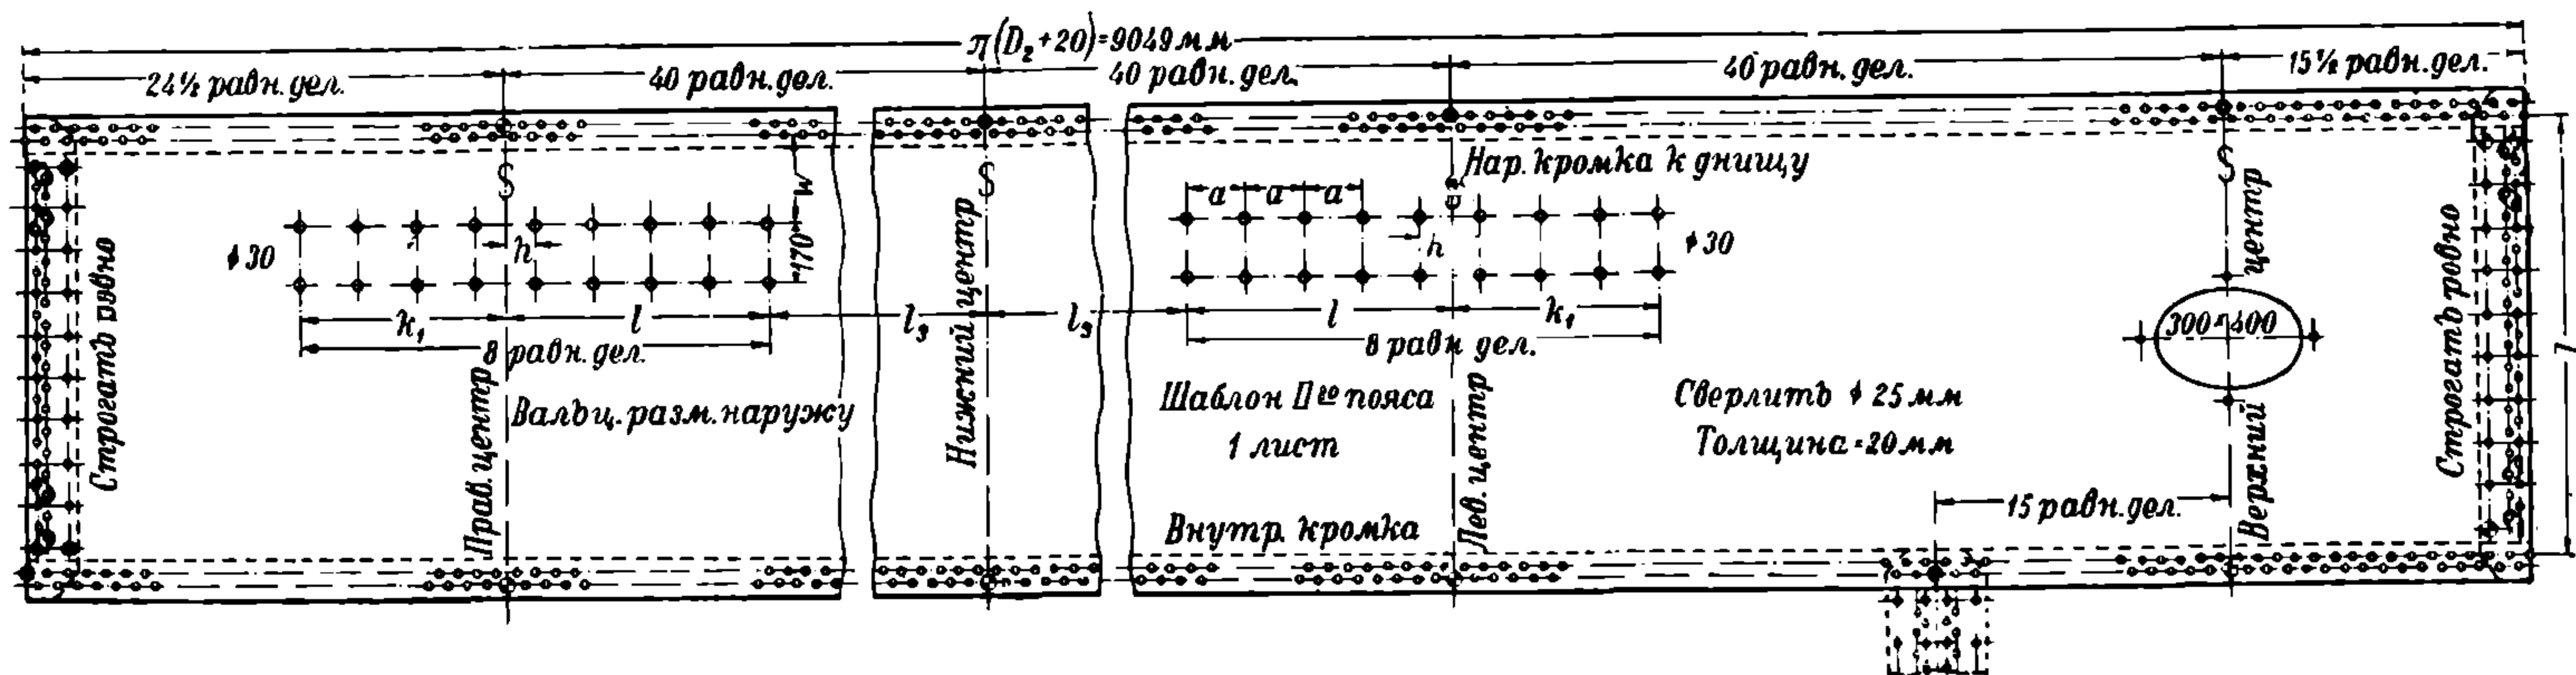 π(D₂+20)=9049 мм
24½ равн. дел.
40 равн. дел.
40 равн. дел.
40 равн. дел.
15½ равн. дел.
S
S
S
Нар. кромка к днищу
W
170
a a a
h
h
ϕ 30
ϕ 30
k₁
l
l₃
l₃
l
k₁
8 равн. дел.
8 равн дел.
300×400
l
Строгать ровно
Прав. центр
Вальц. разм. наружу
Нижний центр
Шаблон IIго пояса
1 лист
Лев. центр
Сверлить ϕ 25 мм
Толщина = 20 мм
Верхний центр
Строгать ровно
15 равн. дел.
Внутр. кромка